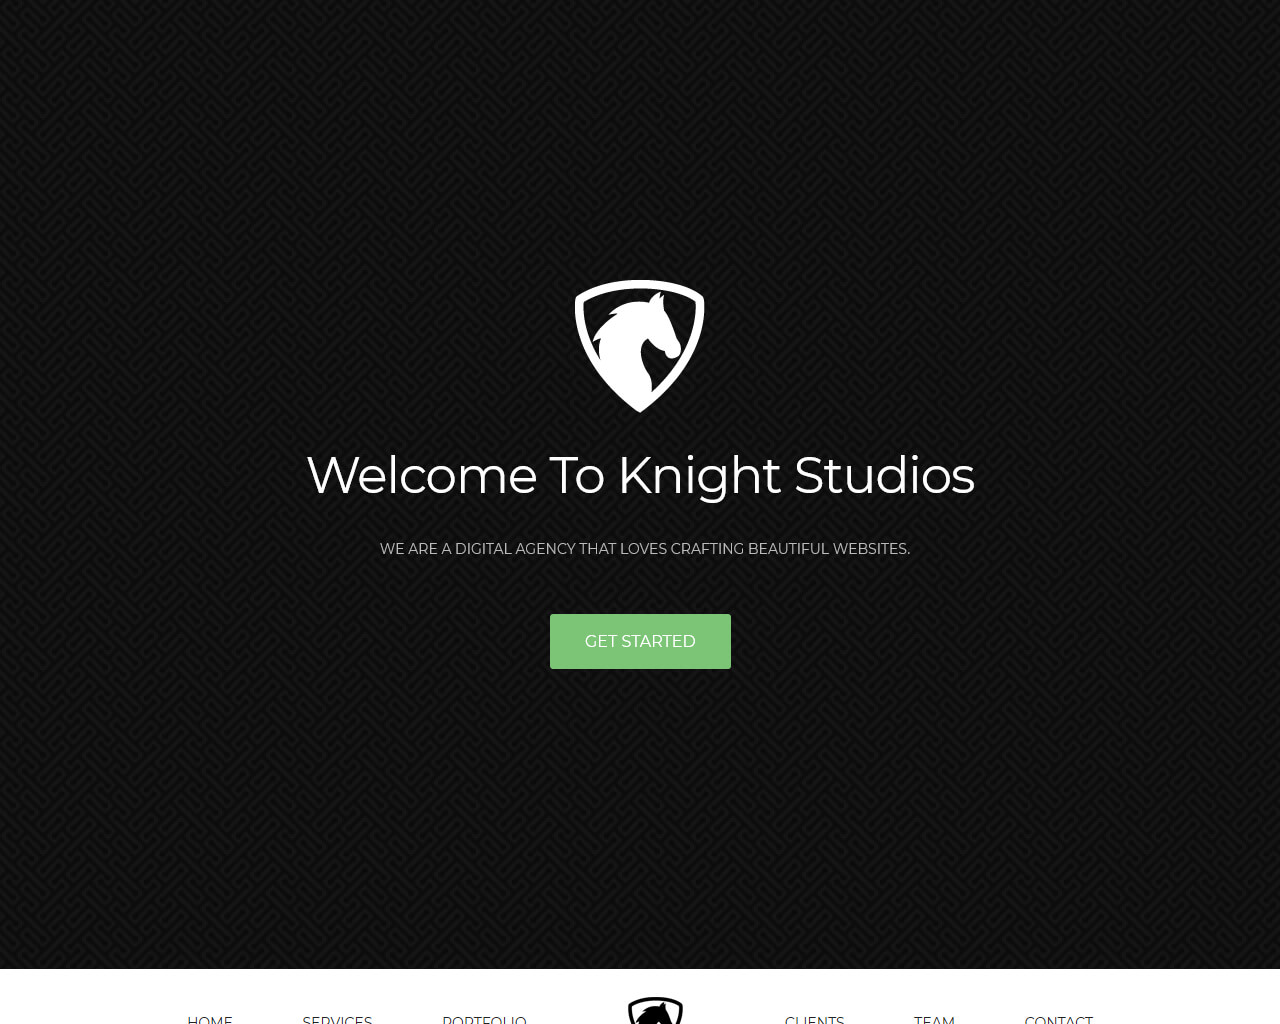 Welcome To Knight Studios
WE ARE A DIGITAL AGENCY THAT LOVES CRAFTING BEAUTIFUL WEBSITES.
GET STARTED
HOME SERVICES PORTFOLIO CLIENTS TEAM CONTACT